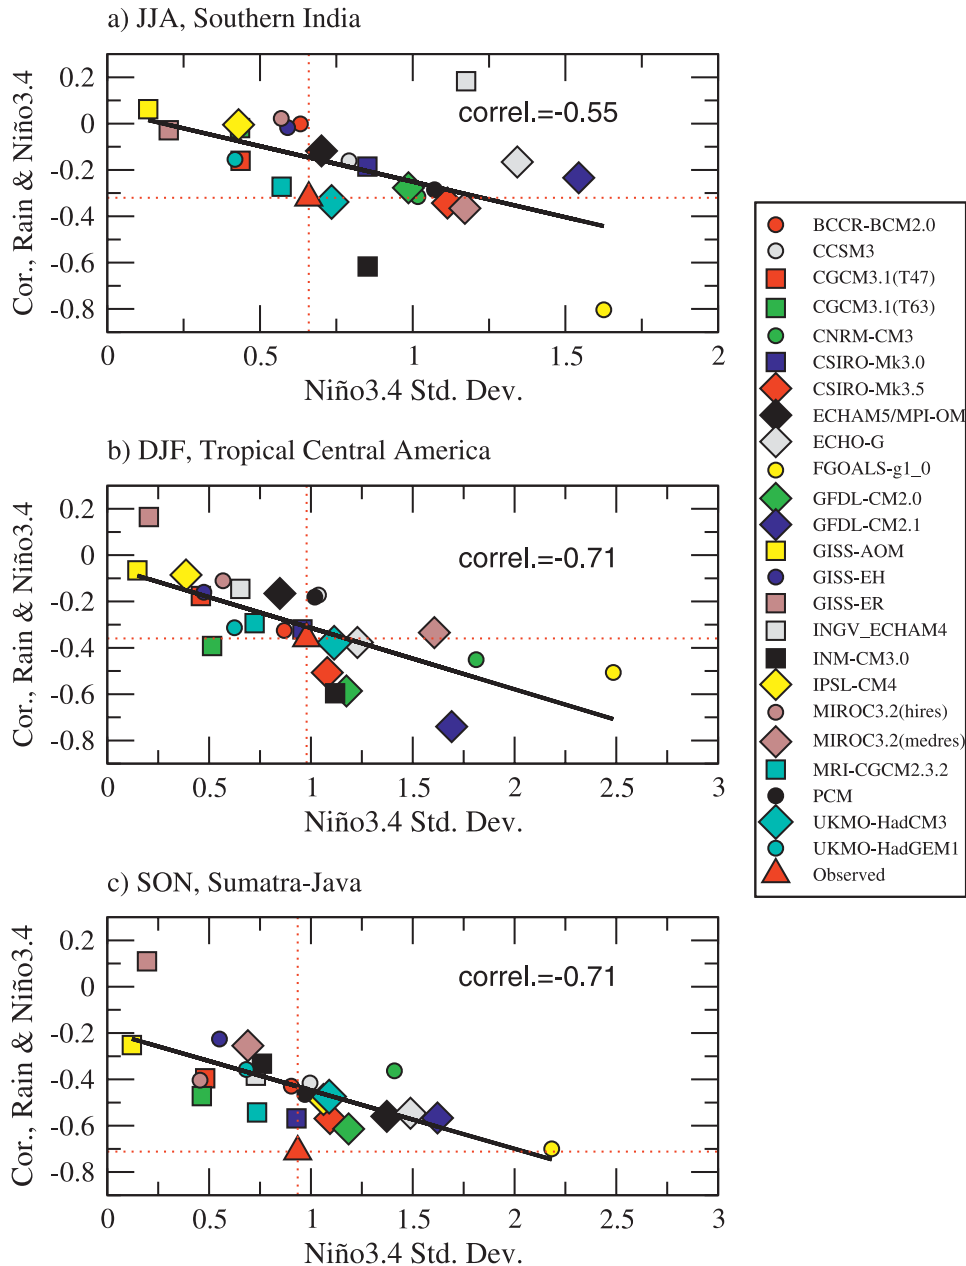 a) JJA, Southern India
Cor., Rain & Niño3.4
0.2
0
-0.2
-0.4
-0.6
-0.8
correl.=-0.55
0
0.5
1
1.5
2
Niño3.4 Std. Dev.
b) DJF, Tropical Central America
Cor., Rain & Niño3.4
0.2
0
-0.2
-0.4
-0.6
-0.8
correl.=-0.71
0
0.5
1
1.5
2
2.5
3
Niño3.4 Std. Dev.
c) SON, Sumatra-Java
Cor., Rain & Niño3.4
0.2
0
-0.2
-0.4
-0.6
-0.8
correl.=-0.71
0
0.5
1
1.5
2
2.5
3
Niño3.4 Std. Dev.
BCCR-BCM2.0
CCSM3
CGCM3.1(T47)
CGCM3.1(T63)
CNRM-CM3
CSIRO-Mk3.0
CSIRO-Mk3.5
ECHAM5/MPI-OM
ECHO-G
FGOALS-g1_0
GFDL-CM2.0
GFDL-CM2.1
GISS-AOM
GISS-EH
GISS-ER
INGV_ECHAM4
INM-CM3.0
IPSL-CM4
MIROC3.2(hires)
MIROC3.2(medres)
MRI-CGCM2.3.2
PCM
UKMO-HadCM3
UKMO-HadGEM1
Observed